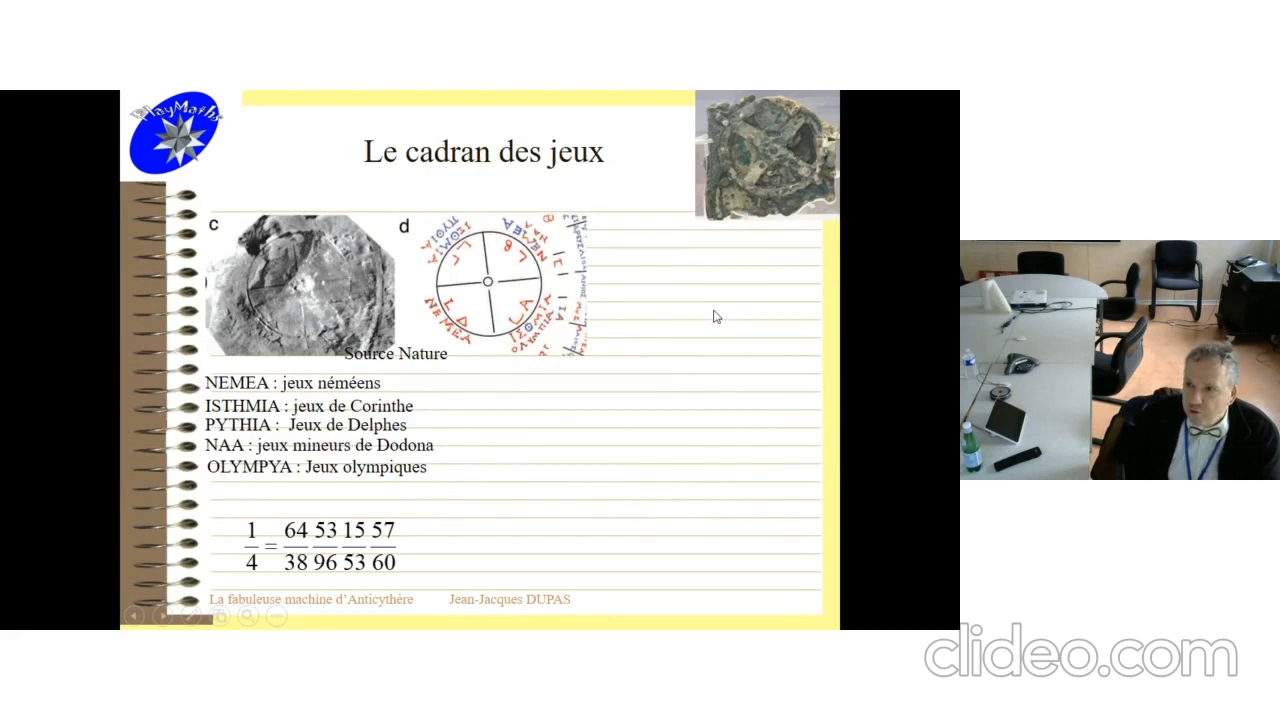 PlayMaths
Le cadran des jeux
c
d
ΝΕΜΕΑ
Source Nature
NEMEA : jeux néméens
ISTHMIA : jeux de Corinthe
PYTHIA : Jeux de Delphes
NAA : jeux mineurs de Dodona
OLYMPYA : Jeux olympiques
1 64 53 15 57
4 = 38 96 53 60
La fabuleuse machine d'Anticythère Jean-Jacques DUPAS
clideo.com